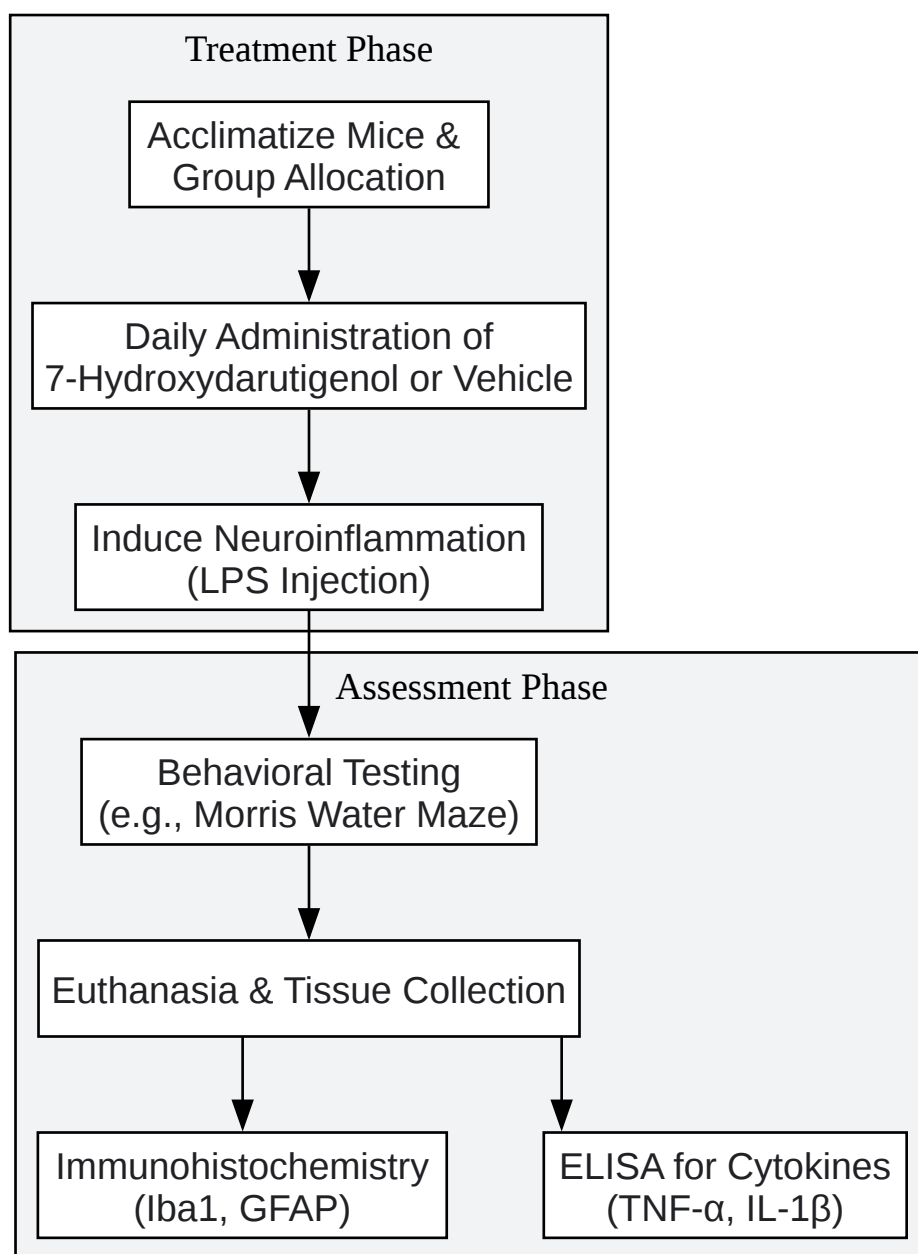 Treatment Phase
Acclimatize Mice &
Group Allocation
Daily Administration of
7-Hydroxydarutigenol or Vehicle
Induce Neuroinflammation
(LPS Injection)
Assessment Phase
Behavioral Testing
(e.g., Morris Water Maze)
Euthanasia & Tissue Collection
Immunohistochemistry
(Iba1, GFAP)
ELISA for Cytokines
(TNF-α, IL-1β)